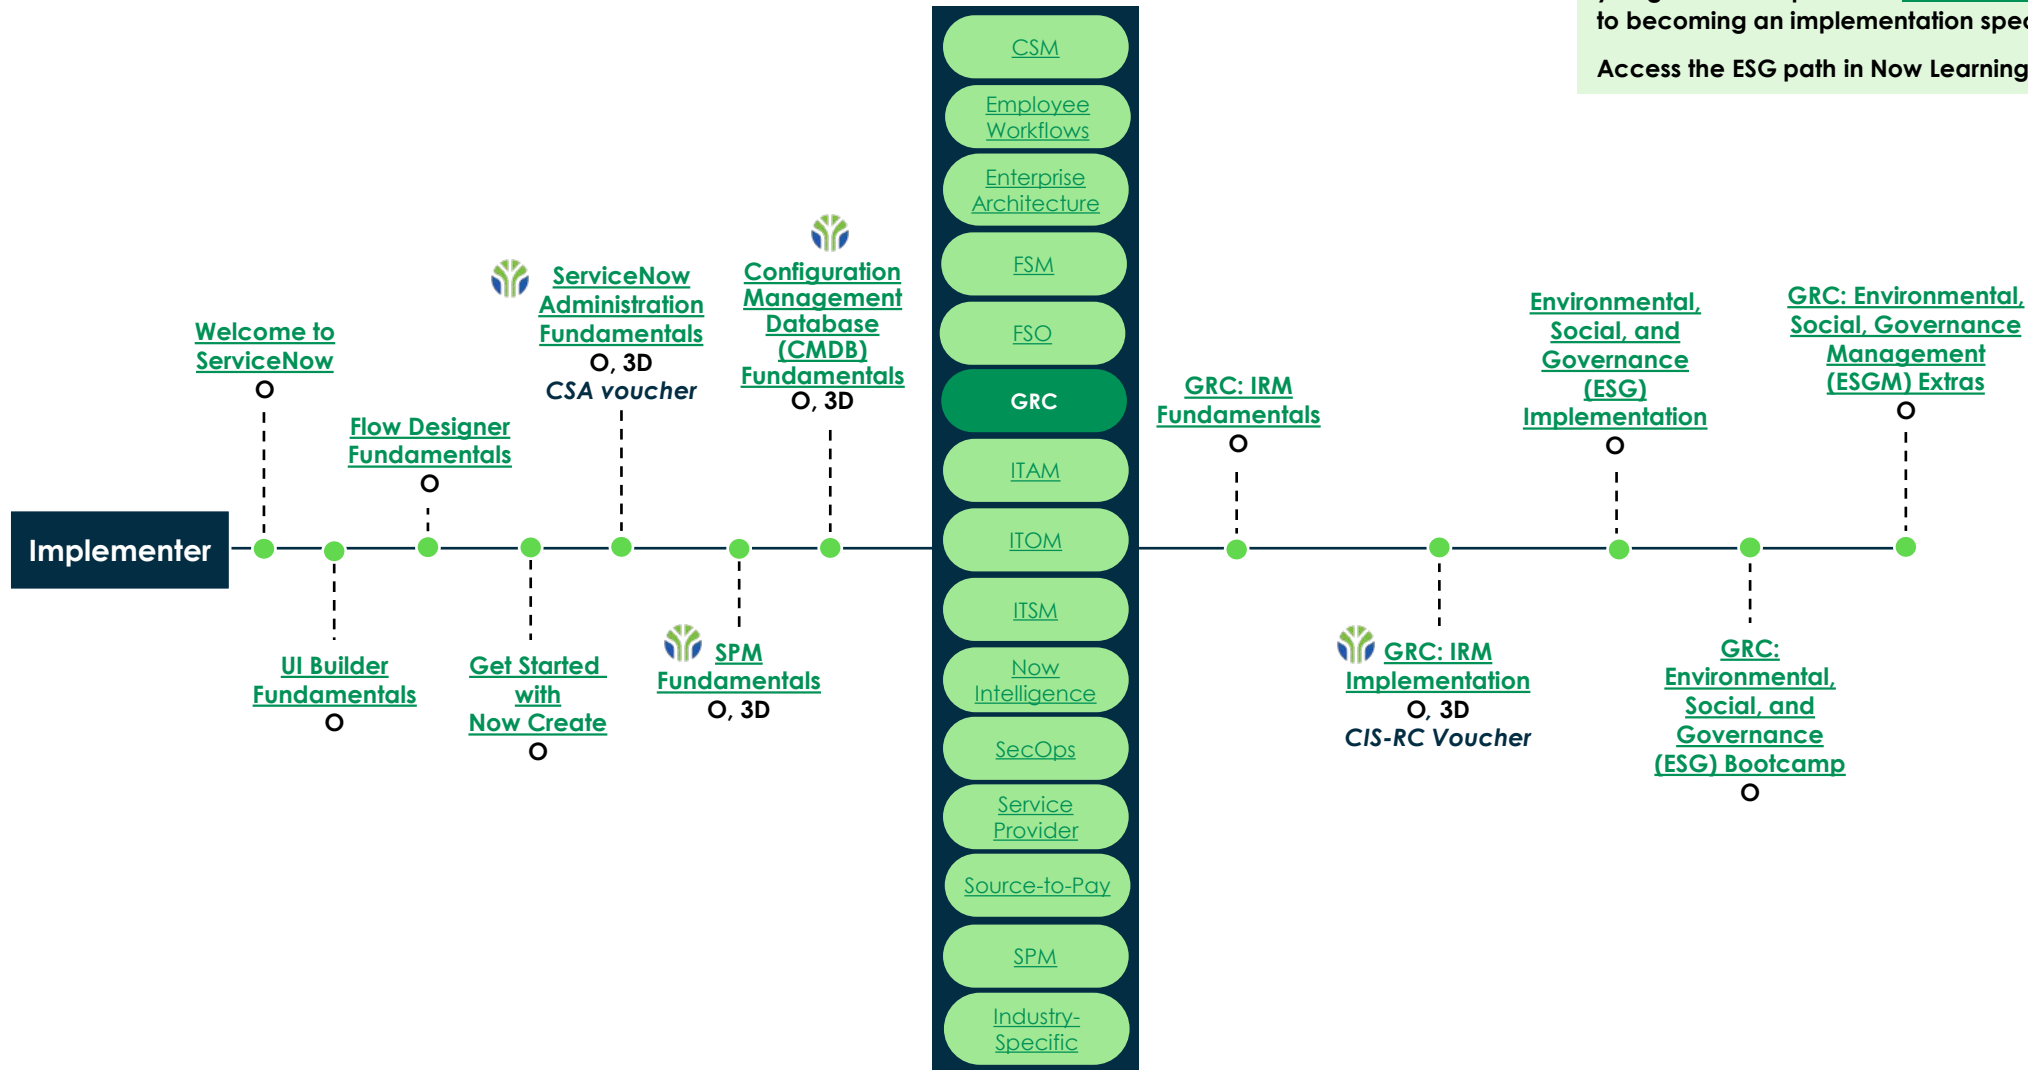 to becoming an implementation spec
Access the ESG path in Now Learning
CSM
Employee
Workflows
Enterprise
Architecture
FSM
FSO
GRC
ITAM
ITOM
ITSM
Now
Intelligence
SecOps
Service
Provider
Source-to-Pay
SPM
Industry-
Specific
Implementer
Welcome to
ServiceNow
O
UI Builder
Fundamentals
O
Flow Designer
Fundamentals
O
Get Started
with
Now Create
O
ServiceNow
Administration
Fundamentals
O, 3D
CSA voucher
SPM
Fundamentals
O, 3D
Configuration
Management
Database
(CMDB)
Fundamentals
O, 3D
GRC: IRM
Fundamentals
O
GRC: IRM
Implementation
O, 3D
CIS-RC Voucher
Environmental,
Social, and
Governance
(ESG)
Implementation
O
GRC:
Environmental,
Social, and
Governance
(ESG) Bootcamp
O
GRC: Environmental,
Social, Governance
Management
(ESGM) Extras
O